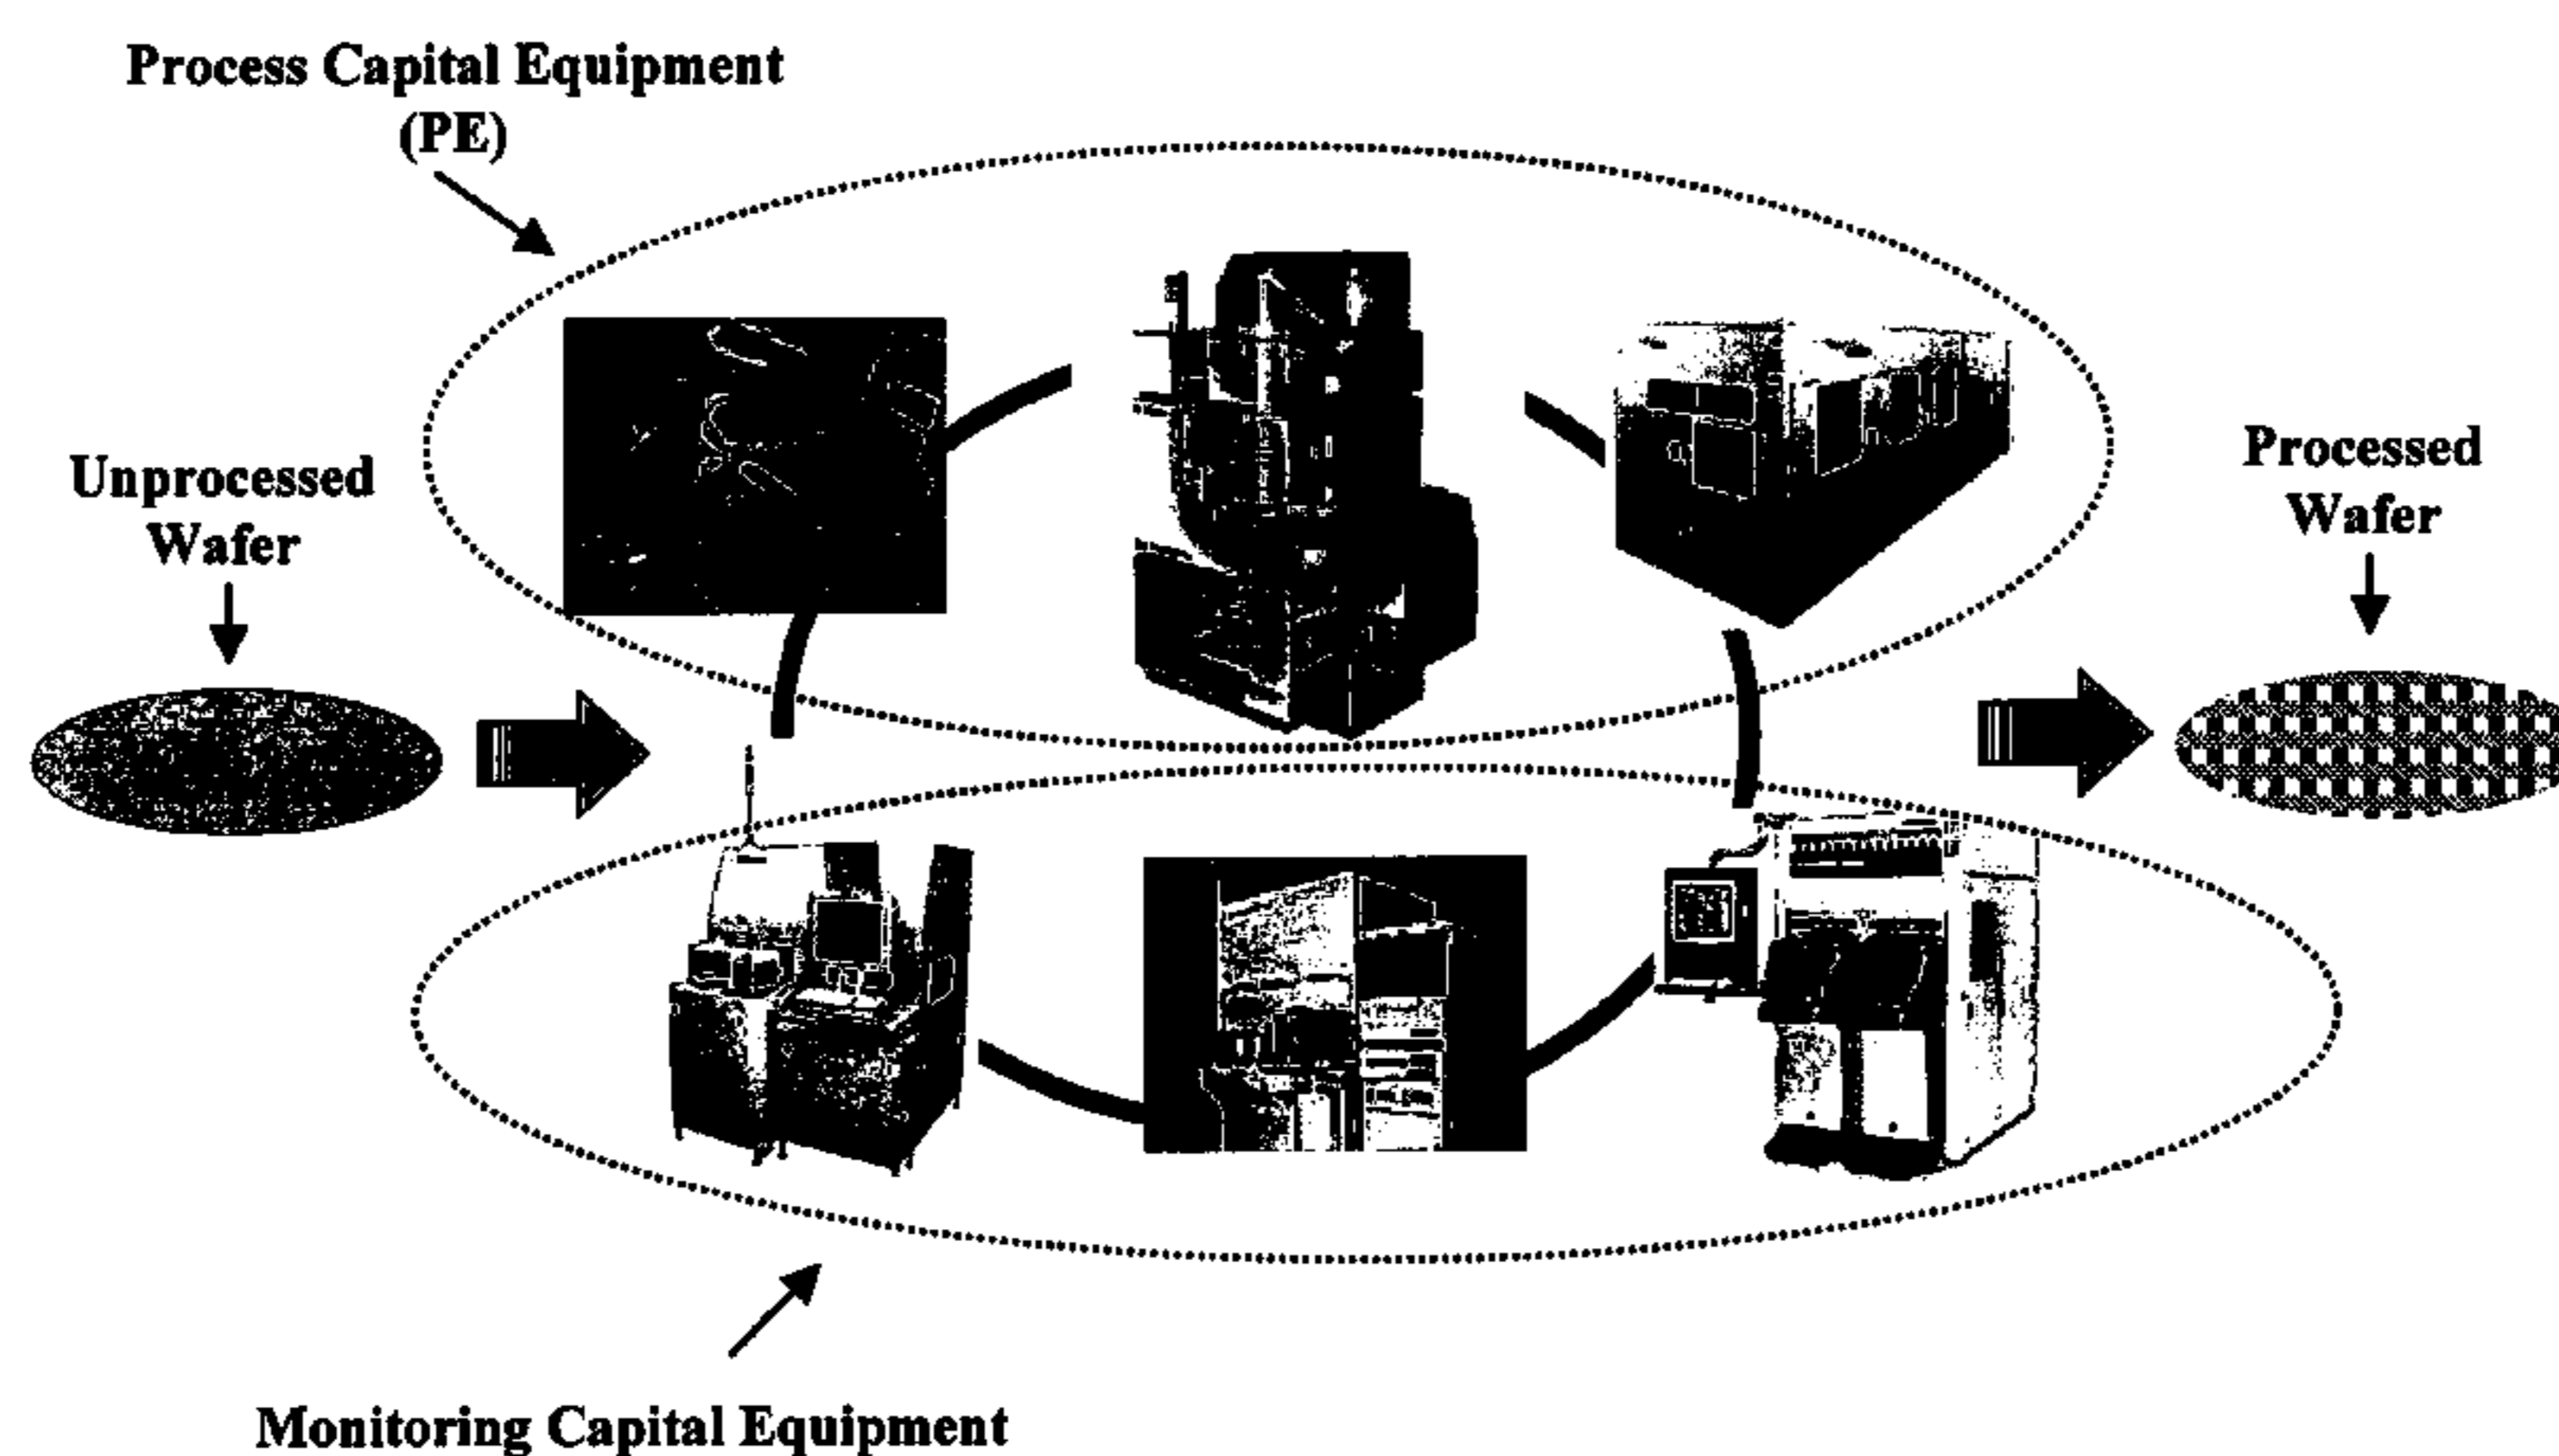 Process Capital Equipment
(PE)
Unprocessed
Wafer
Processed
Wafer
Monitoring Capital Equipment